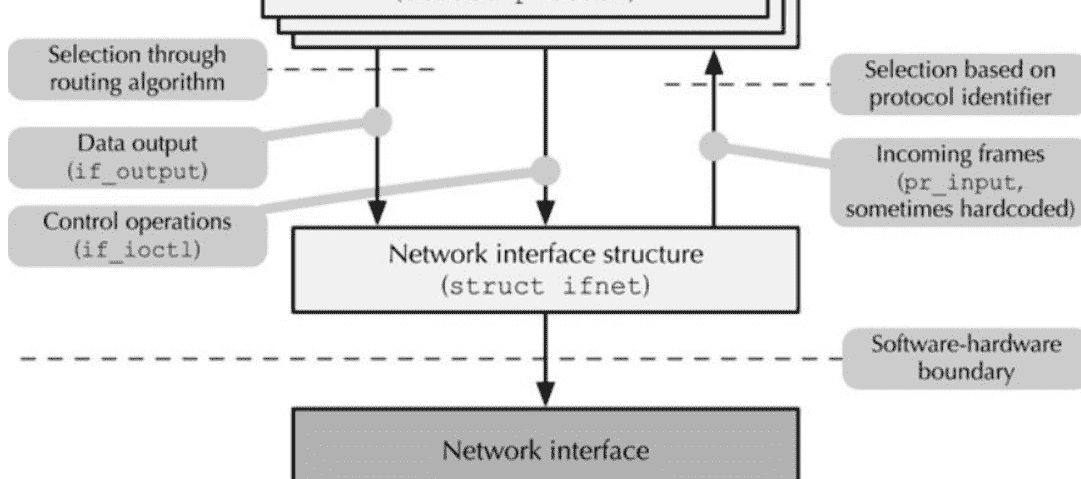 Selection through
routing algorithm
Selection based on
protocol identifier
Data output
(if_output)
Incoming frames
(pr_input,
sometimes hardcoded)
Control operations
(if_ioctl)
Network interface structure
(struct ifnet)
Software-hardware
boundary
Network interface